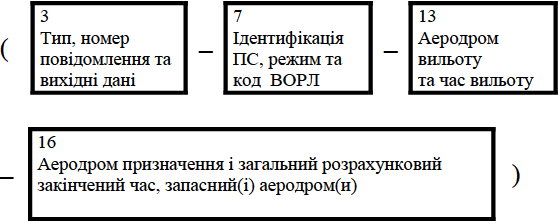 (
3
Тип, номер
повідомлення та
вихідні дані
–
7
Ідентифікація
ПС, режим та
код ВОРЛ
–
13
Аеродром
вильоту
та час вильоту
–
16
Аеродром призначення і загальний розрахунковий
закінчений час, запасний(і) аеродром(и)
)